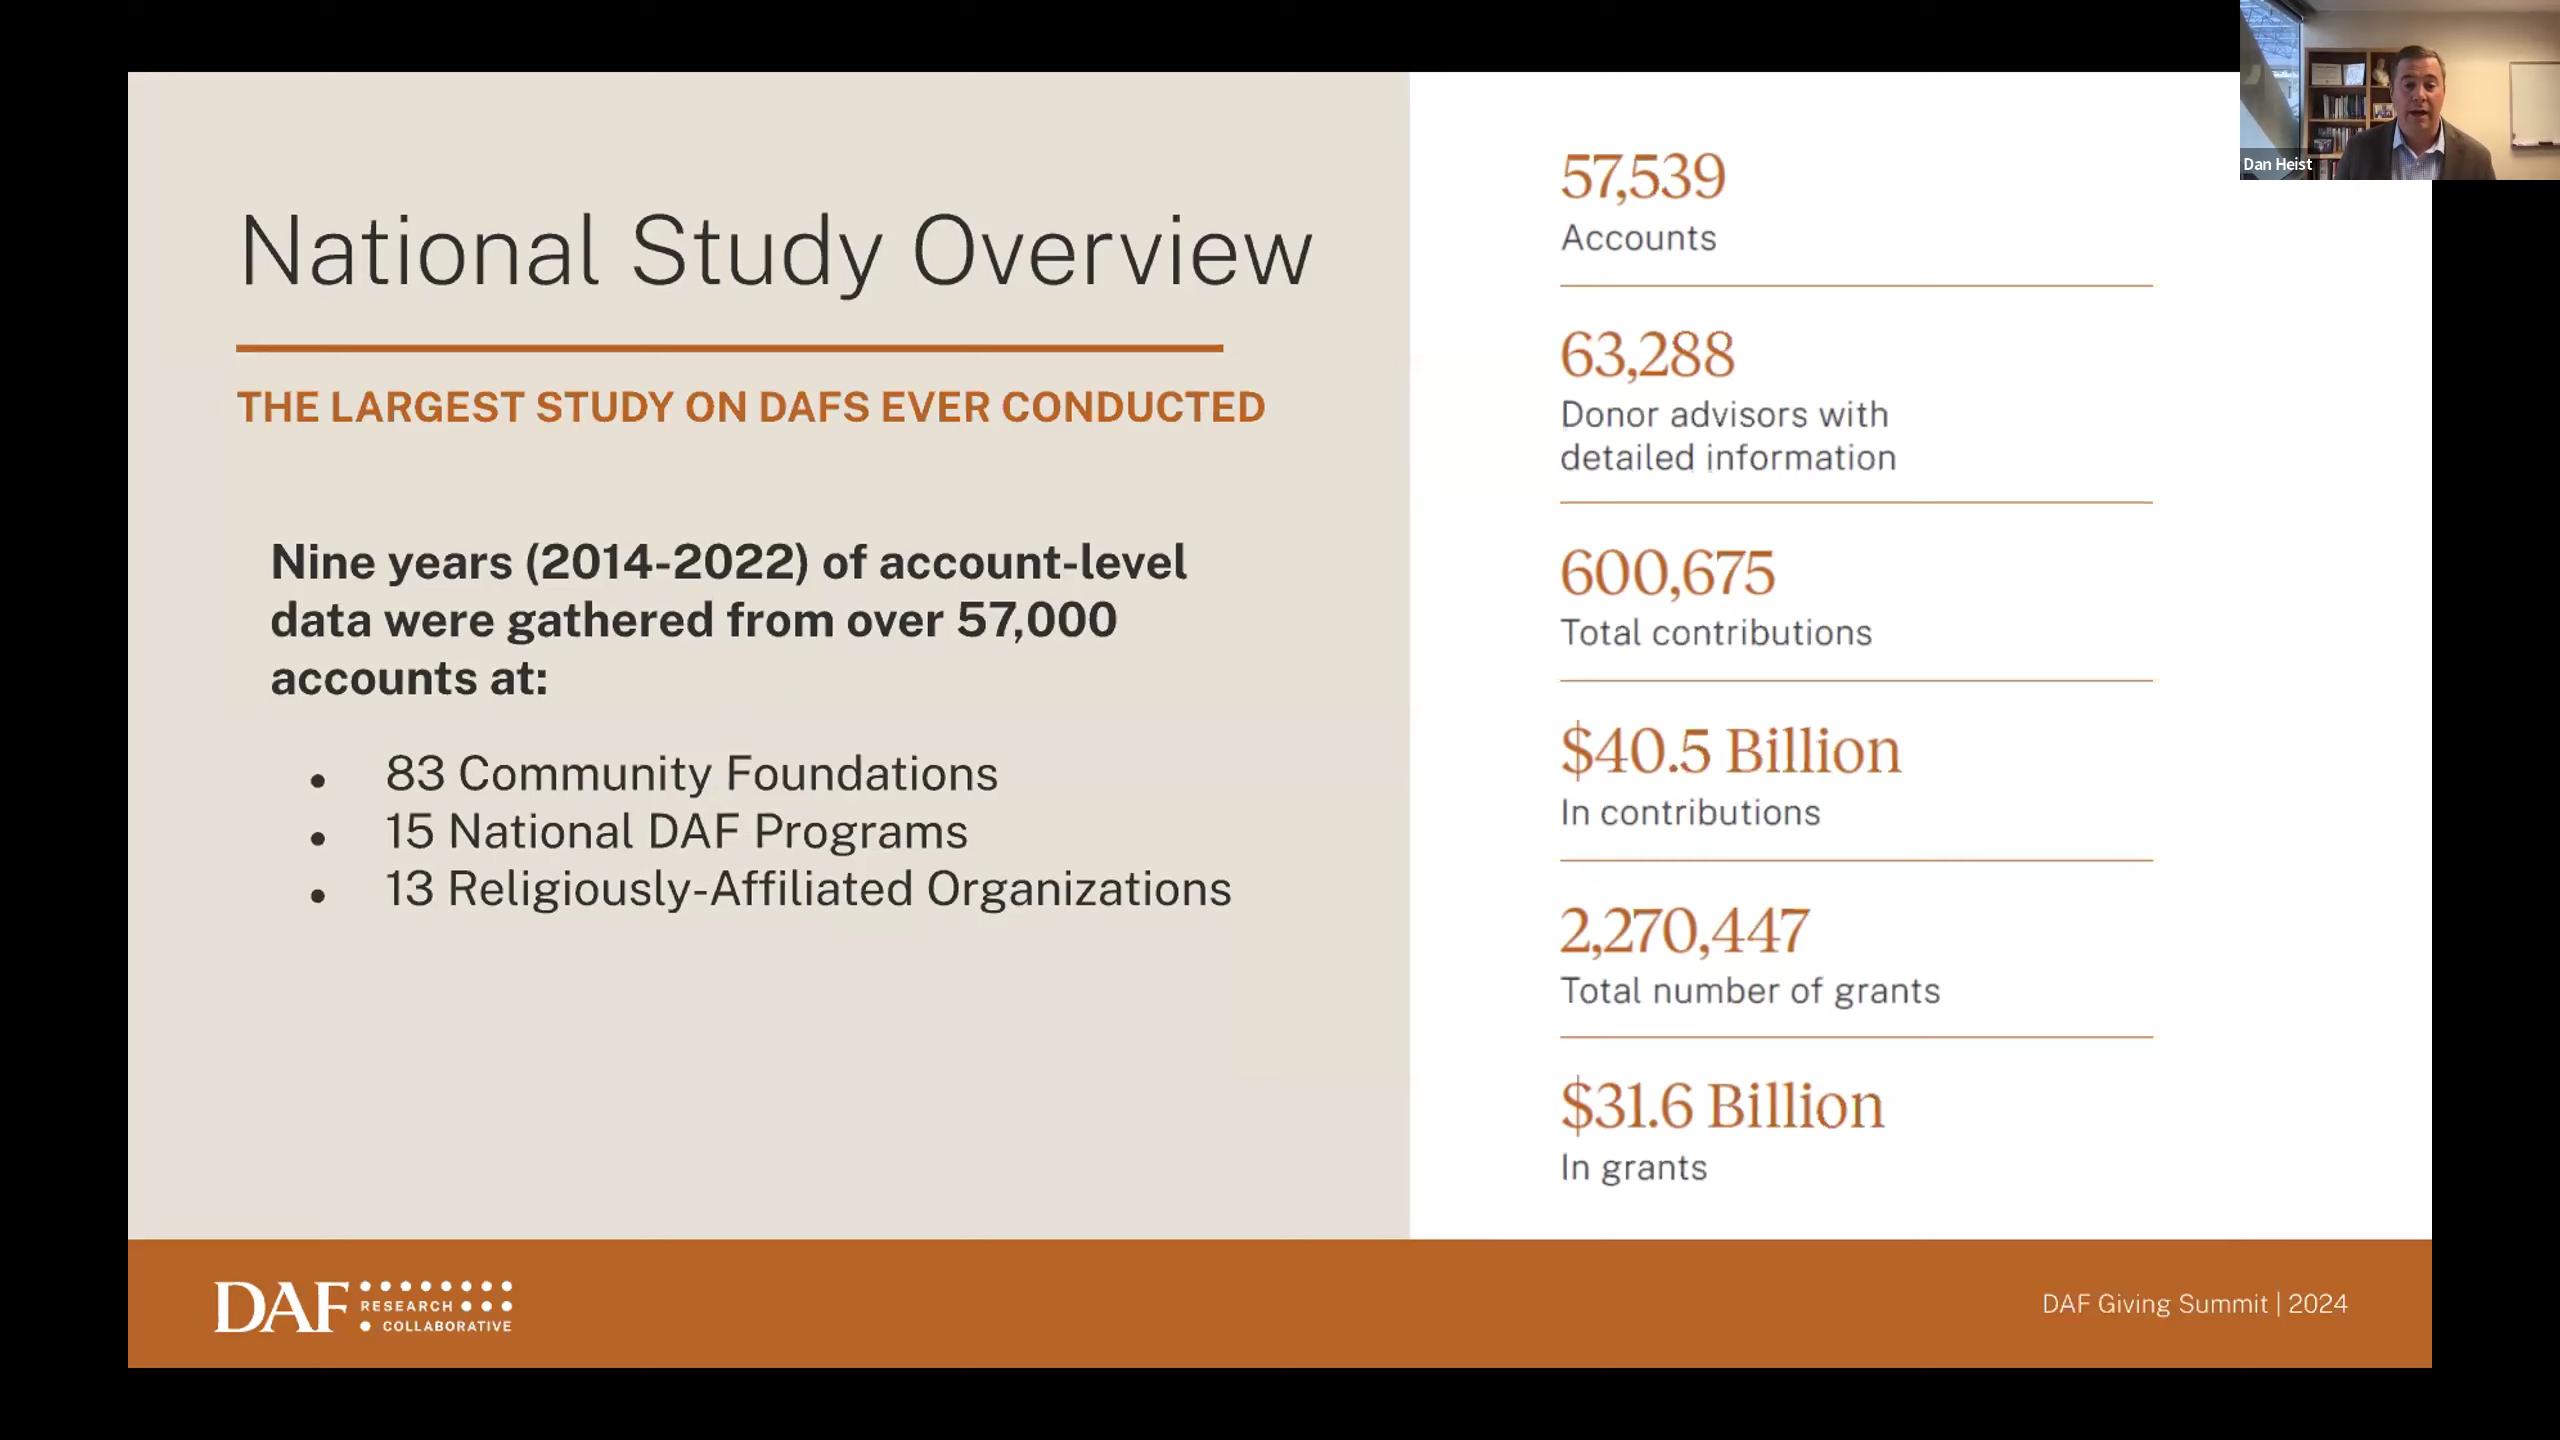 National Study Overview
THE LARGEST STUDY ON DAFS EVER CONDUCTED
Nine years (2014-2022) of account-level
data were gathered from over 57,000
accounts at:
● 83 Community Foundations
● 15 National DAF Programs
● 13 Religiously-Affiliated Organizations
57,539
Accounts
63,288
Donor advisors with
detailed information
600,675
Total contributions
$40.5 Billion
In contributions
2,270,447
Total number of grants
$31.6 Billion
In grants
Dan Heist
DAF
RESEARCH
COLLABORATIVE
DAF Giving Summit | 2024